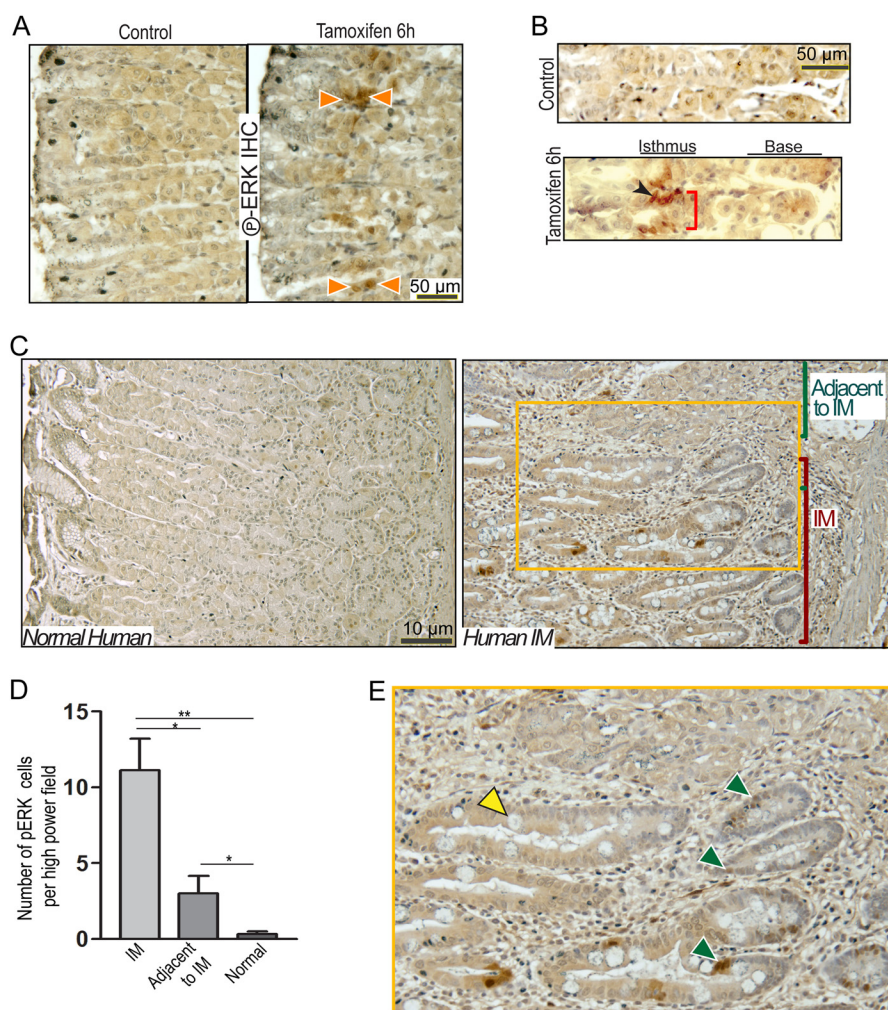 A
Control
Tamoxifen 6h
Ⓟ-ERK IHC
50 µm
B
Control
50 µm
Tamoxifen 6h
Isthmus
Base
C
Normal Human
10 µm
Human IM
Adjacent
to IM
IM
D
Number of pERK cells
per high power field
15
10
5
0
**
*
*
IM
Adjacent
to IM
Normal
E